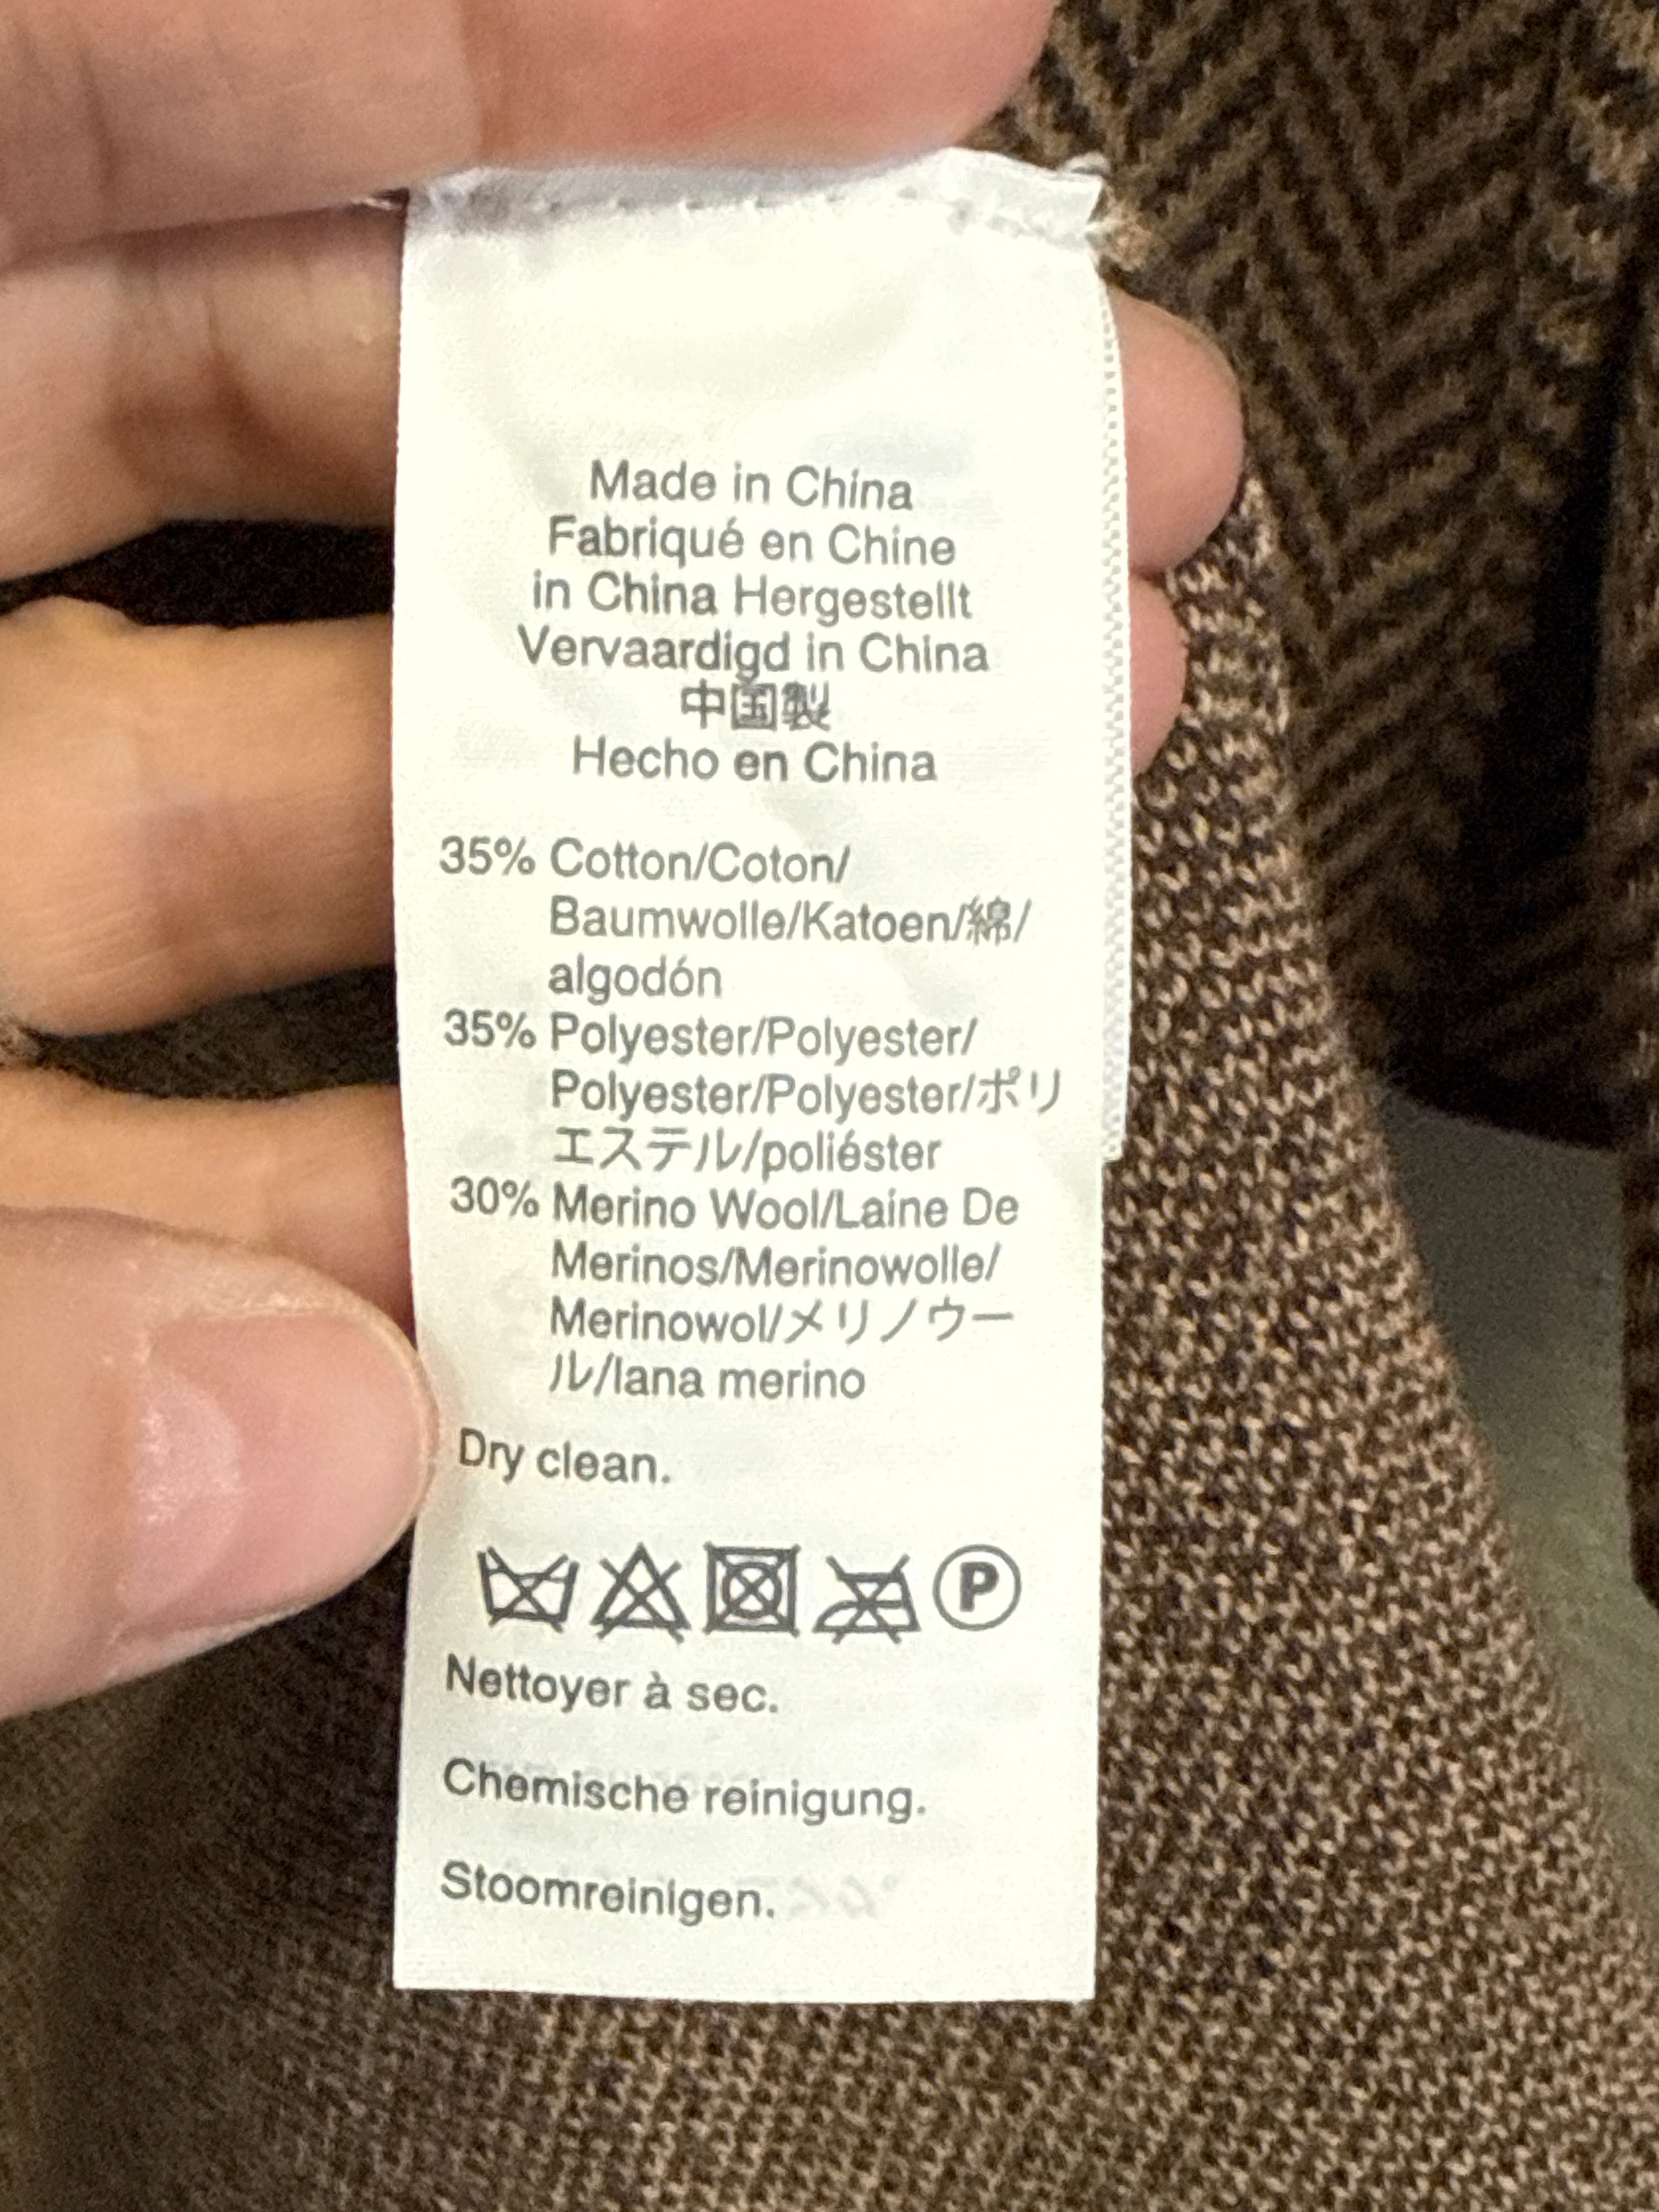 Made in China
Fabriqué en Chine
in China Hergestellt
Vervaardigd in China
中国製
Hecho en China
35% Cotton/Coton/
Baumwolle/Katoen/綿/
algodón
35% Polyester/Polyester/
Polyester/Polyester/ポリ
エステル/poliéster
30% Merino Wool/Laine De
Merinos/Merinowolle/
Merinowol/メリノウー
ル/lana merino
Dry clean.
P
Nettoyer à sec.
Chemische reinigung.
Stoomreinigen.